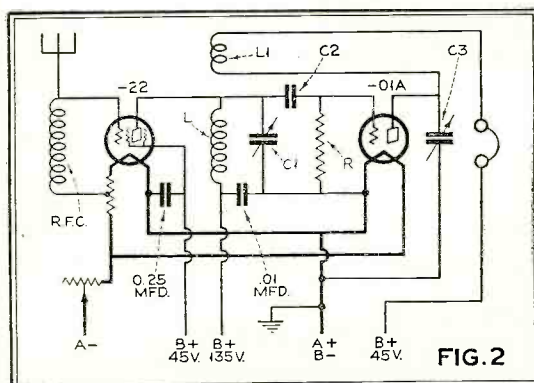 C2
C3
L1
-22
-01A
L
C1
R
R.F.C.
0.25
MFD.
.01
MFD.
A-
B+
45V.
B+
135V.
A+
B-
B+
45V.
FIG.2